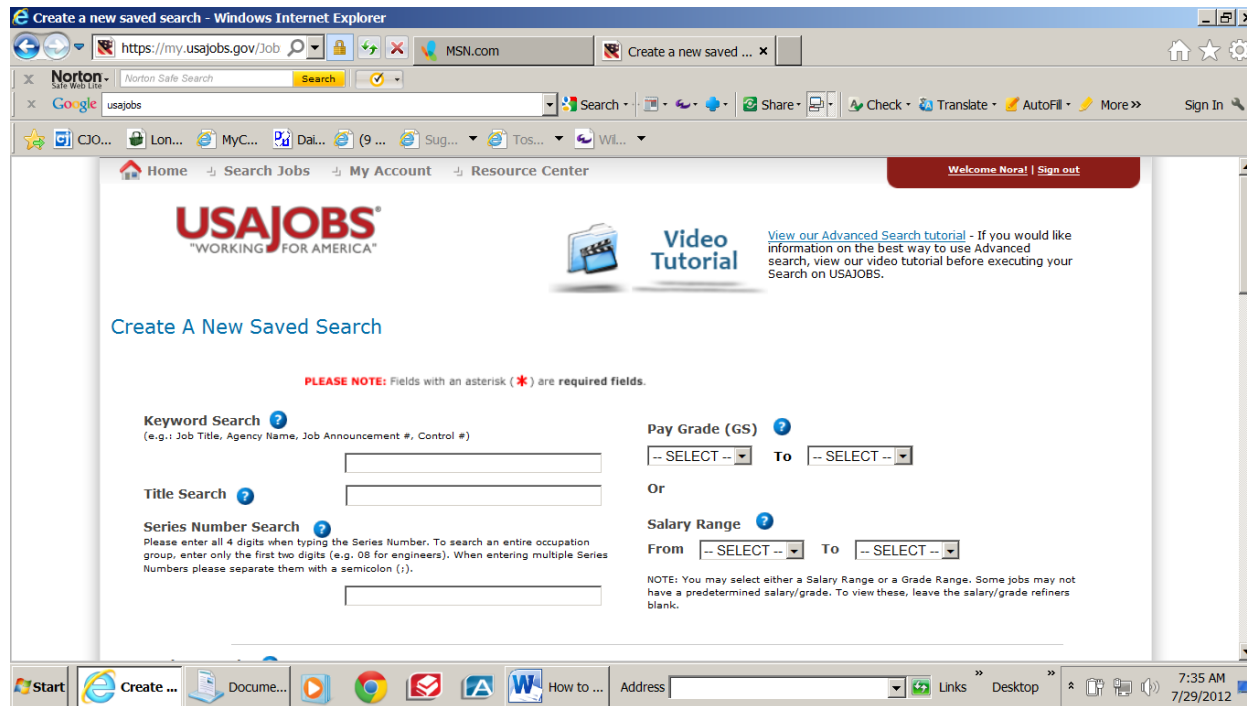 Create a new saved search - Windows Internet Explorer
https://my.usajobs.gov/Job
MSN.com
Create a new saved ...
x Norton Safe Web Lite Norton Safe Search Search
x Google usajobs Search Share Check Translate AutoFill More >> Sign In
CJO... Lon... MyC... Dai... (9 ... Sug... Tos... Wil...
Home Search Jobs My Account Resource Center Welcome Nora! | Sign out
USAJOBS®
"WORKING FOR AMERICA"
Video
Tutorial
View our Advanced Search tutorial - If you would like
information on the best way to use Advanced
search, view our video tutorial before executing your
Search on USAJOBS.
Create A New Saved Search
PLEASE NOTE: Fields with an asterisk ( * ) are required fields.
Keyword Search ?
(e.g.: Job Title, Agency Name, Job Announcement #, Control #)
Title Search ?
Series Number Search ?
Please enter all 4 digits when typing the Series Number. To search an entire occupation
group, enter only the first two digits (e.g. 08 for engineers). When entering multiple Series
Numbers please separate them with a semicolon (;).
Pay Grade (GS) ?
-- SELECT -- To -- SELECT --
Or
Salary Range ?
From -- SELECT -- To -- SELECT --
NOTE: You may select either a Salary Range or a Grade Range. Some jobs may not
have a predetermined salary/grade. To view these, leave the salary/grade refiners
blank.
Start Create ... Docume... How to ... Address Links » Desktop » 7:35 AM
7/29/2012